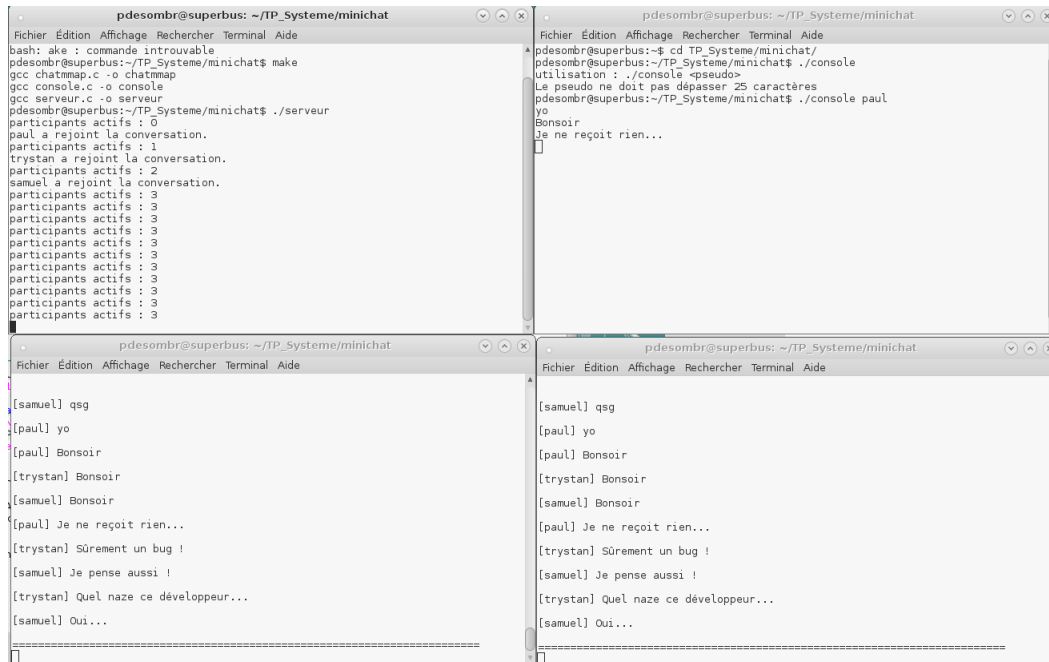 pdesombr@superbus: ~/TP_Systeme/minichat
Fichier Édition Affichage Rechercher Terminal Aide
bash: ake : commande introuvable
pdesombr@superbus:~/TP_Systeme/minichat$ make
gcc chatmmap.c -o chatmmap
gcc console.c -o console
gcc serveur.c -o serveur
pdesombr@superbus:~/TP_Systeme/minichat$ ./serveur
participants actifs : 0
paul a rejoint la conversation.
participants actifs : 1
trystan a rejoint la conversation.
participants actifs : 2
samuel a rejoint la conversation.
participants actifs : 3
participants actifs : 3
participants actifs : 3
participants actifs : 3
participants actifs : 3
participants actifs : 3
participants actifs : 3
participants actifs : 3
participants actifs : 3
participants actifs : 3
participants actifs : 3
pdesombr@superbus: ~/TP_Systeme/minichat
Fichier Édition Affichage Rechercher Terminal Aide
pdesombr@superbus:~$ cd TP_Systeme/minichat/
pdesombr@superbus:~/TP_Systeme/minichat$ ./console
utilisation : ./console <pseudo>
Le pseudo ne doit pas dépasser 25 caractères
pdesombr@superbus:~/TP_Systeme/minichat$ ./console paul
yo
Bonsoir
Je ne reçoit rien...
pdesombr@superbus: ~/TP_Systeme/minichat
Fichier Édition Affichage Rechercher Terminal Aide
[samuel] qsg
[paul] yo
[paul] Bonsoir
[trystan] Bonsoir
[samuel] Bonsoir
[paul] Je ne reçoit rien...
[trystan] Sûrement un bug !
[samuel] Je pense aussi !
[trystan] Quel naze ce développeur...
[samuel] Oui...
pdesombr@superbus: ~/TP_Systeme/minichat
Fichier Édition Affichage Rechercher Terminal Aide
[samuel] qsg
[paul] yo
[paul] Bonsoir
[trystan] Bonsoir
[samuel] Bonsoir
[paul] Je ne reçoit rien...
[trystan] Sûrement un bug !
[samuel] Je pense aussi !
[trystan] Quel naze ce développeur...
[samuel] Oui...